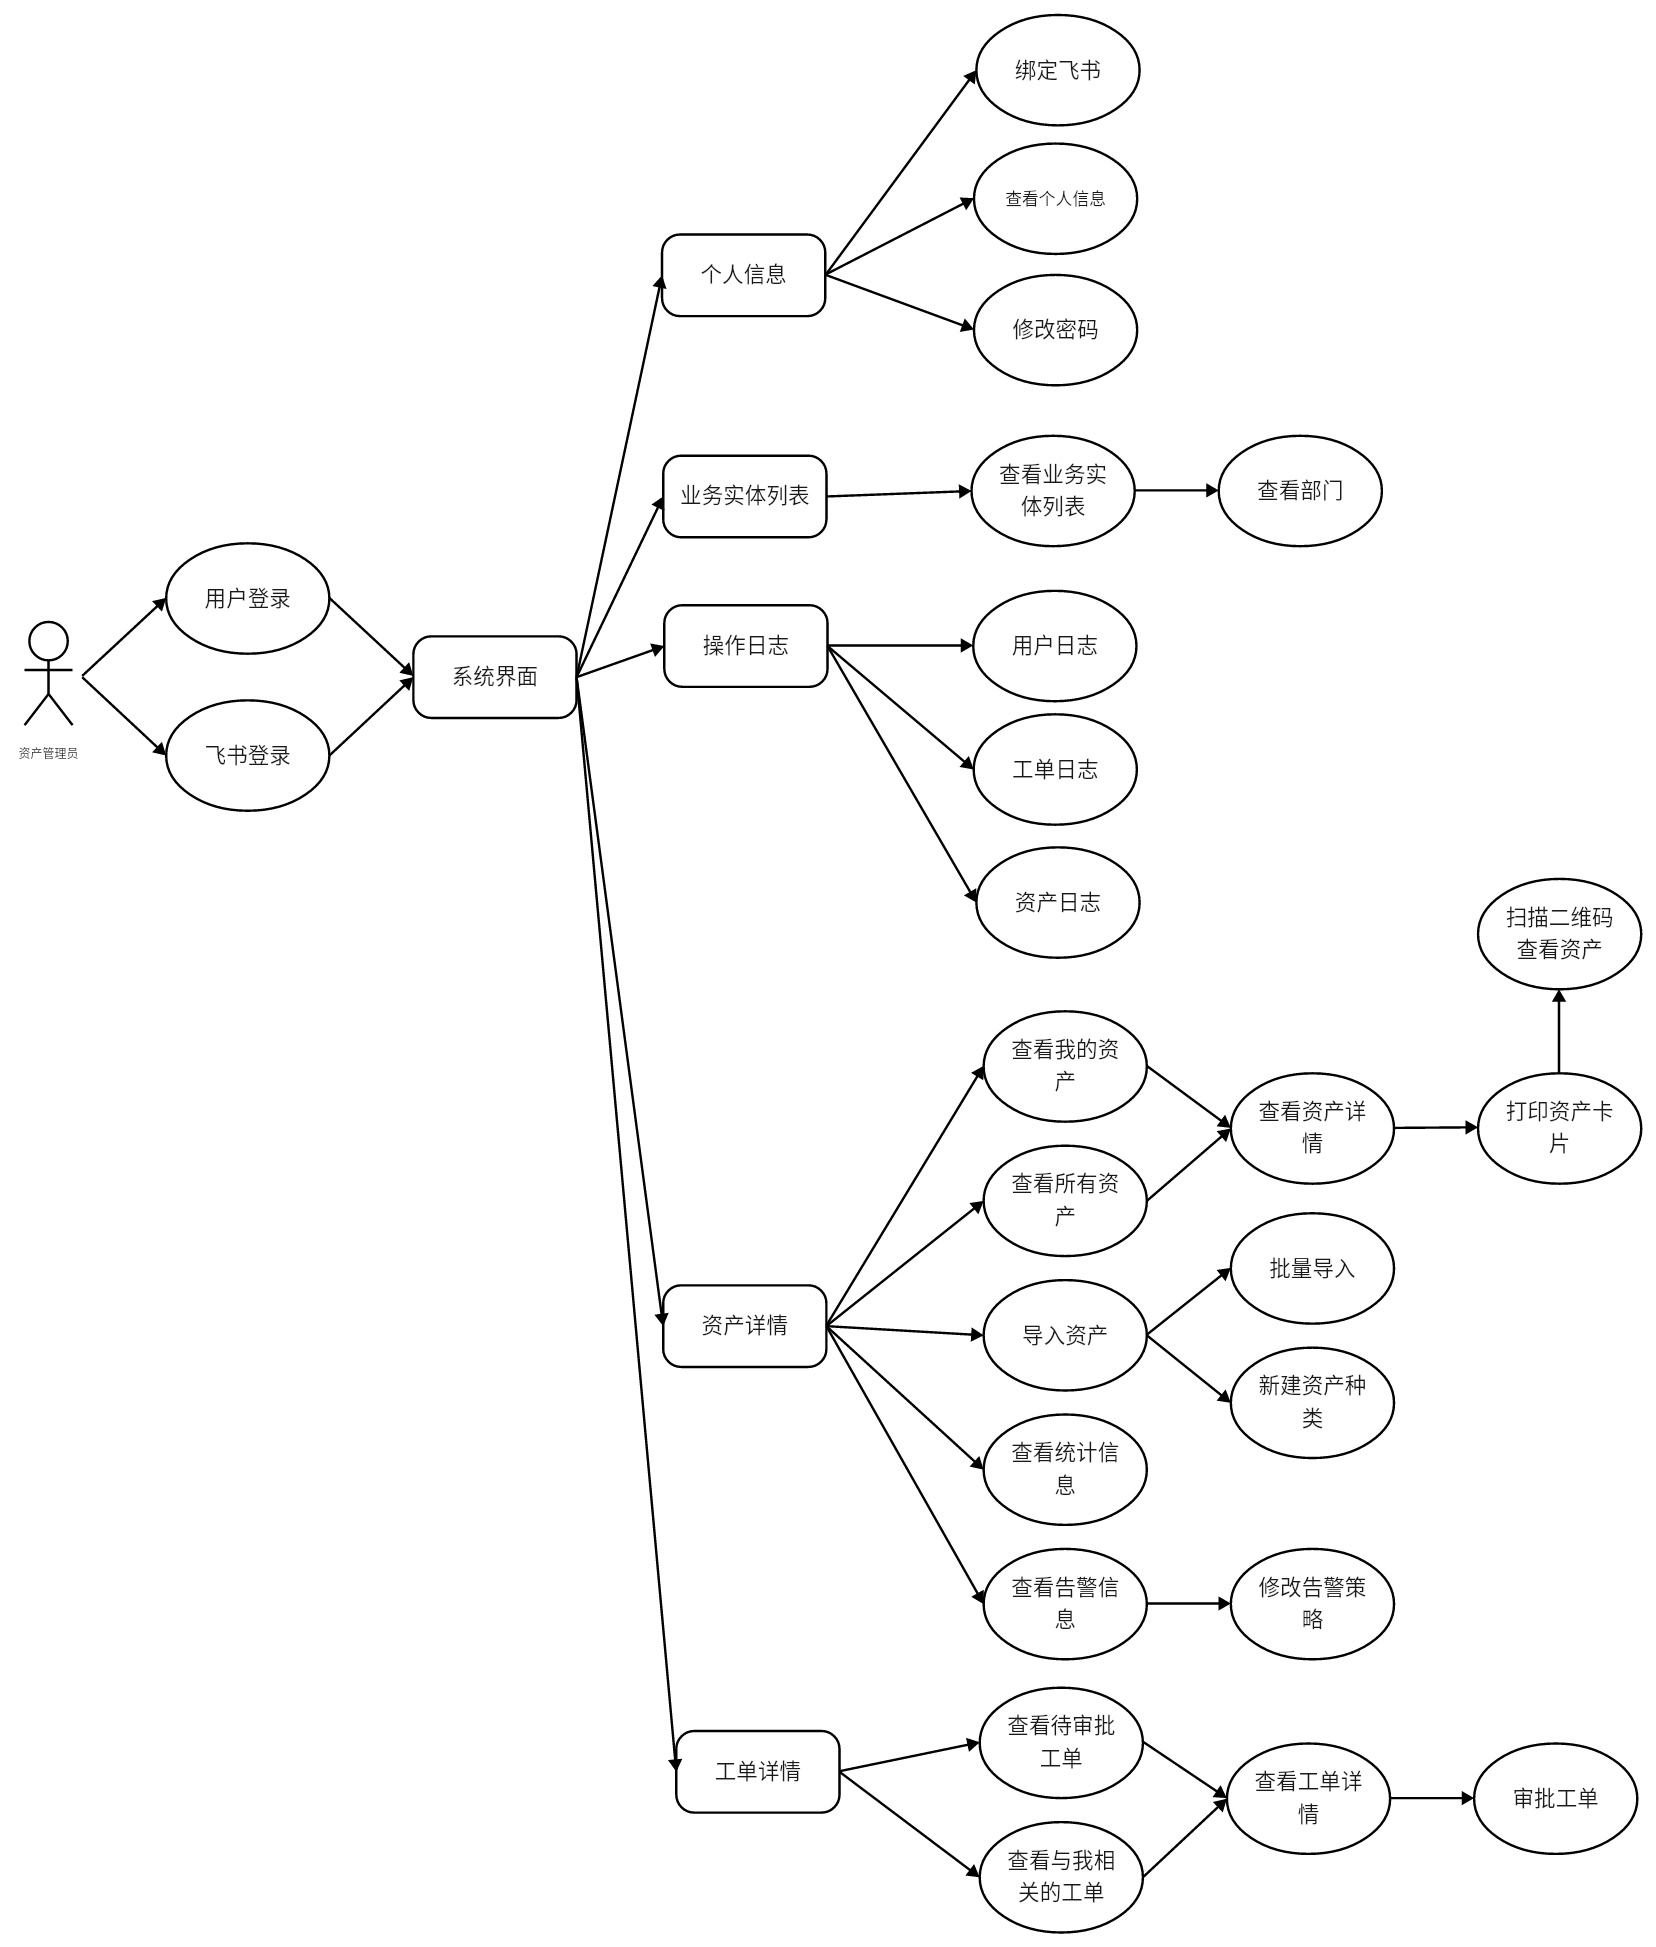 绑定飞书
查看个人信息
个人信息
修改密码
查看业务实
体列表
业务实体列表
查看部门
用户登录
系统界面
操作日志
用户日志
飞书登录
资产管理员
工单日志
资产日志
扫描二维码
查看资产
查看我的资
产
查看资产详
情
打印资产卡
片
查看所有资
产
批量导入
资产详情
导入资产
新建资产种
类
查看统计信
息
查看告警信
息
修改告警策
略
工单详情
查看待审批
工单
查看工单详
情
审批工单
查看与我相
关的工单